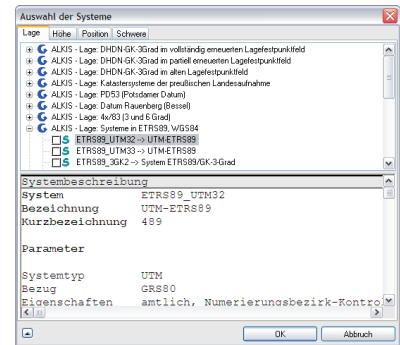 Auswahl der Systeme
Lage Höhe Position Schwere
ALKIS - Lage: DHDN-GK-3Grad im vollständig erneuerten Lagefestpunktfeld
ALKIS - Lage: DHDN-GK-3Grad im partiell erneuerten Lagefestpunktfeld
ALKIS - Lage: DHDN-GK-3Grad im alten Lagefestpunktfeld
ALKIS - Lage: Katastersysteme der preußischen Landesaufnahme
ALKIS - Lage: PD53 (Potsdamer Datum)
ALKIS - Lage: Datum Rauenberg (Bessel)
ALKIS - Lage: 4x/83 (3 und 6 Grad)
ALKIS - Lage: Systeme in ETRS89, WGS84
ETRS89_UTM32 -> UTM-ETRS89
ETRS89_UTM33 -> UTM-ETRS89
ETRS89_3GK2 -> System ETRS89/GK-3-Grad
Systembeschreibung
System ETRS89_UTM32
Bezeichnung UTM-ETRS89
Kurzbezeichnung 489
Parameter
Systemtyp UTM
Bezug GRS80
Eigenschaften amtlich, Numerierungsbezirk-Kontro
OK Abbruch